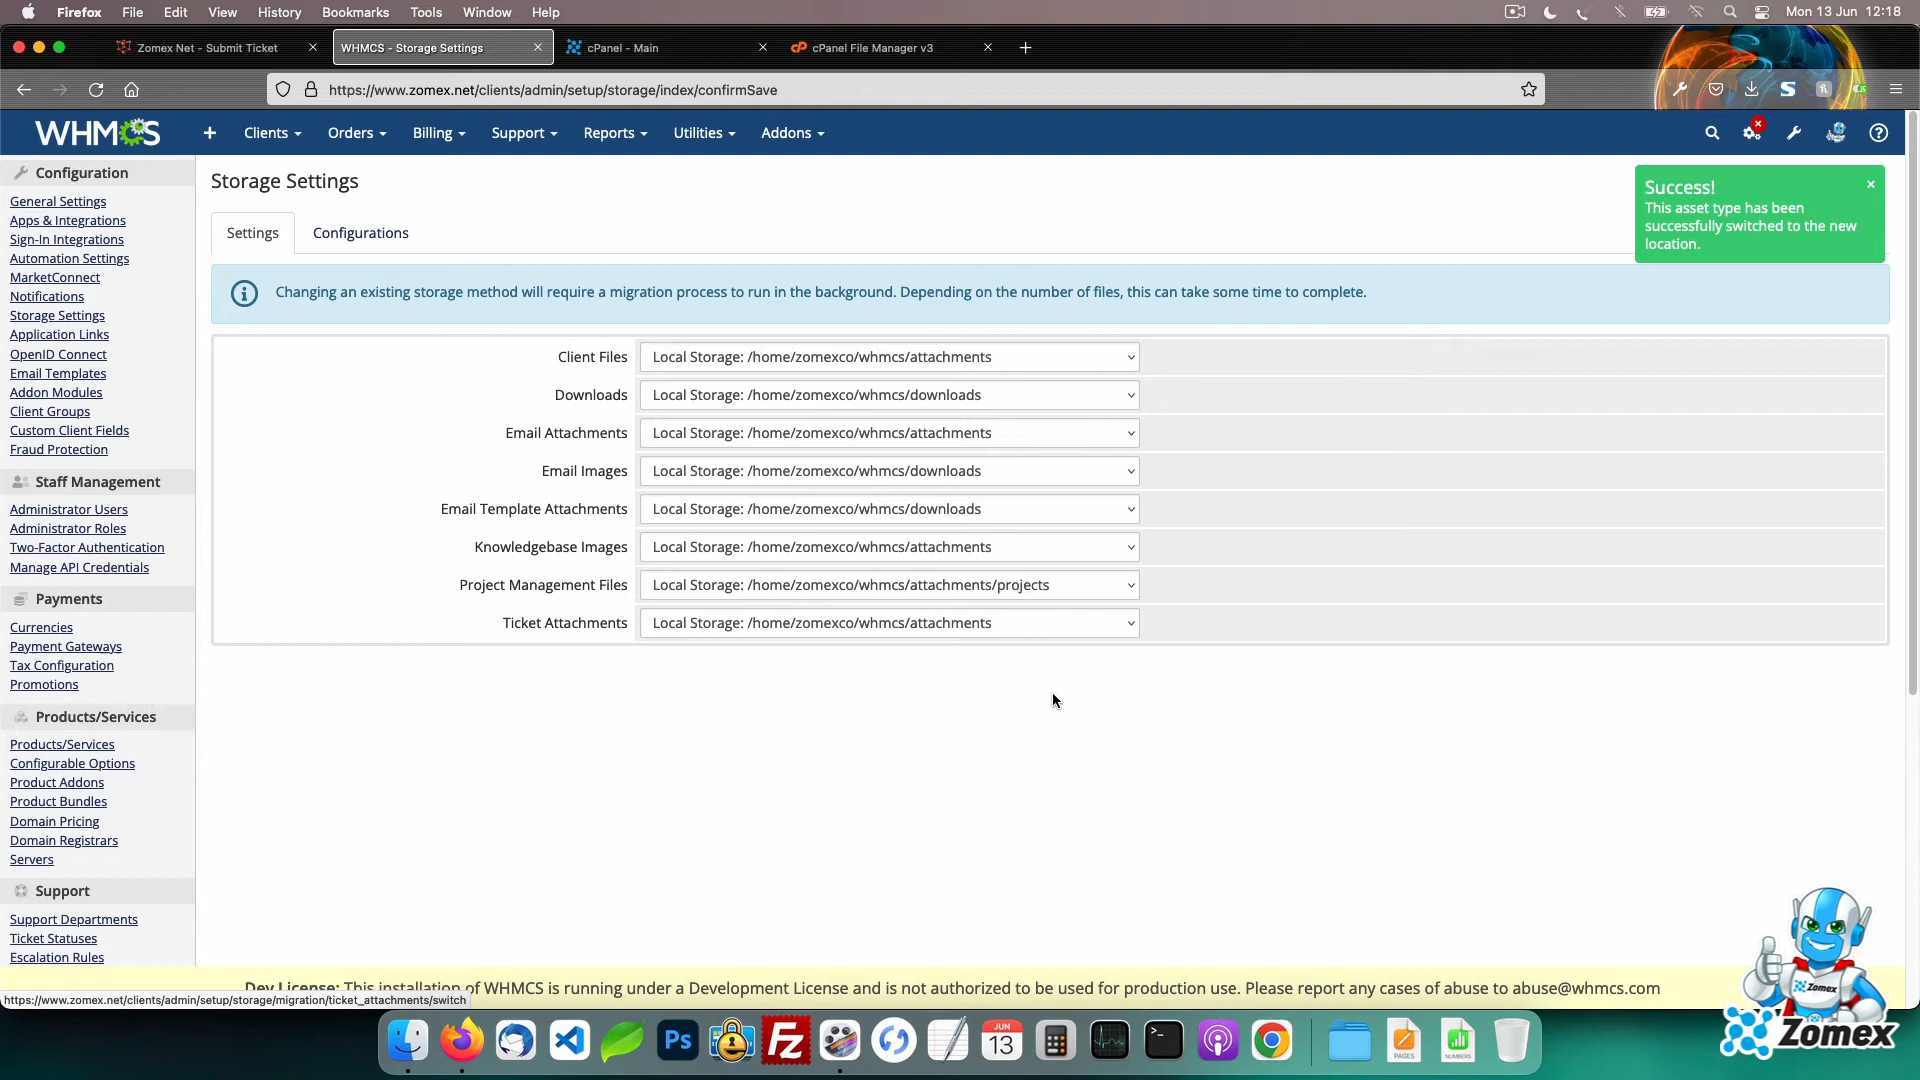 Firefox File Edit View History Bookmarks Tools Window Help Mon 13 Jun 12:18
Zomex Net - Submit Ticket WHMCS - Storage Settings cPanel - Main cPanel File Manager v3
https://www.zomex.net/clients/admin/setup/storage/index/confirmSave
WHMCS Clients Orders Billing Support Reports Utilities Addons
Configuration
General Settings
Apps & Integrations
Sign-In Integrations
Automation Settings
MarketConnect
Notifications
Storage Settings
Application Links
OpenID Connect
Email Templates
Addon Modules
Client Groups
Custom Client Fields
Fraud Protection
Staff Management
Administrator Users
Administrator Roles
Two-Factor Authentication
Manage API Credentials
Payments
Currencies
Payment Gateways
Tax Configuration
Promotions
Products/Services
Products/Services
Configurable Options
Product Addons
Product Bundles
Domain Pricing
Domain Registrars
Servers
Support
Support Departments
Ticket Statuses
Escalation Rules
Storage Settings
Settings Configurations
Success!
This asset type has been
successfully switched to the new
location.
Changing an existing storage method will require a migration process to run in the background. Depending on the number of files, this can take some time to complete.
Client Files Local Storage: /home/zomexco/whmcs/attachments
Downloads Local Storage: /home/zomexco/whmcs/downloads
Email Attachments Local Storage: /home/zomexco/whmcs/attachments
Email Images Local Storage: /home/zomexco/whmcs/downloads
Email Template Attachments Local Storage: /home/zomexco/whmcs/downloads
Knowledgebase Images Local Storage: /home/zomexco/whmcs/attachments
Project Management Files Local Storage: /home/zomexco/whmcs/attachments/projects
Ticket Attachments Local Storage: /home/zomexco/whmcs/attachments
Dev License: This installation of WHMCS is running under a Development License and is not authorized to be used for production use. Please report any cases of abuse to abuse@whmcs.com
https://www.zomex.net/clients/admin/setup/storage/migration/ticket_attachments/switch
Zomex
Zomex
Ps
Fz
JUN
13
PAGES
NUMBERS